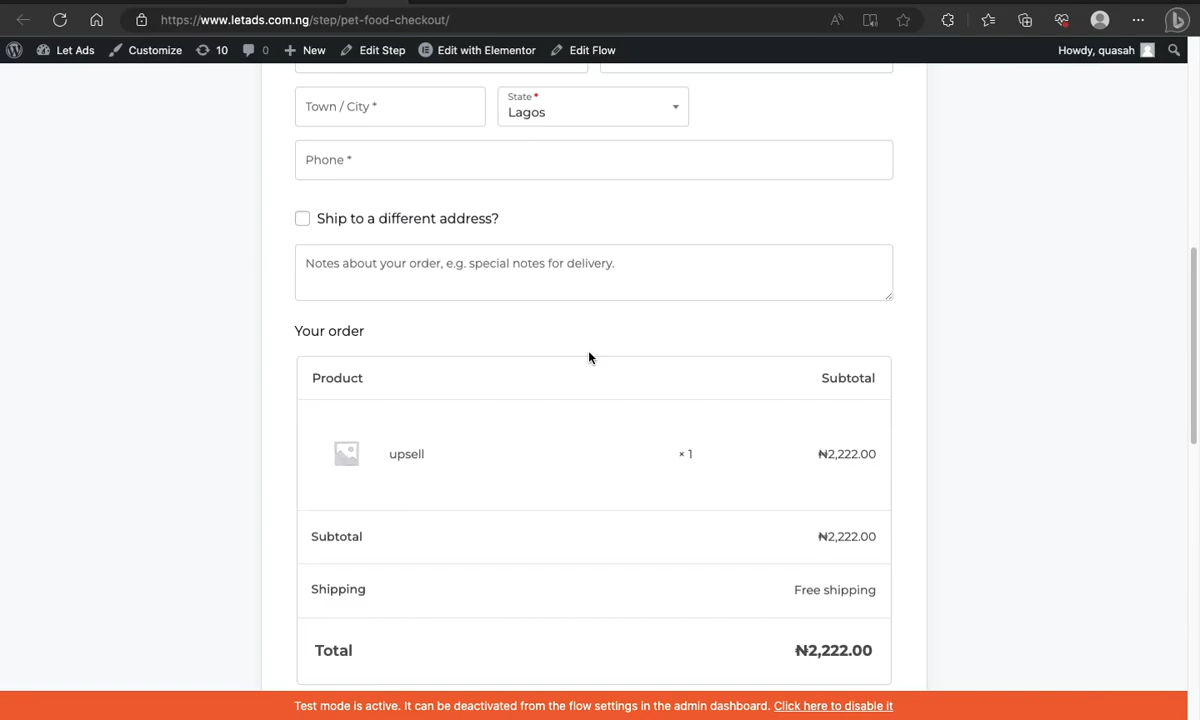 https://www.letads.com.ng/step/pet-food-checkout/
Let Ads Customize 10 0 New Edit Step Edit with Elementor Edit Flow Howdy, quasah
Town / City *
State *
Lagos
Phone *
Ship to a different address?
Notes about your order, e.g. special notes for delivery.
Your order
Product Subtotal
upsell × 1 ₦2,222.00
Subtotal ₦2,222.00
Shipping Free shipping
Total ₦2,222.00
Test mode is active. It can be deactivated from the flow settings in the admin dashboard. Click here to disable it